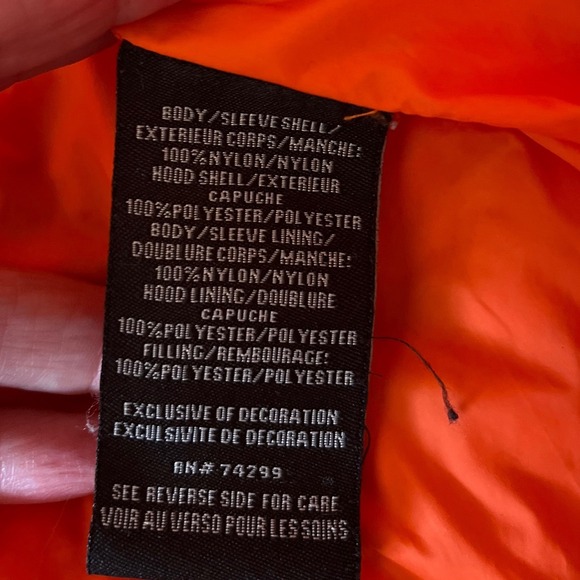 BODY/SLEEVE SHELL/
EXTERIEUR CORPS/MANCHE:
100%NYLON/NYLON
HOOD SHELL/EXTERIEUR
CAPUCHE
100%POLYESTER/POLYESTER
BODY/SLEEVE LINING/
DOUBLURE CORPS/MANCHE:
100%NYLON/NYLON
HOOD LINING/DOUBLURE
CAPUCHE
100%POLYESTER/POLYESTER
FILLING/REMBOURAGE:
100%POLYESTER/POLYESTER
EXCLUSIVE OF DECORATION
EXCULSIVITE DE DECORATION
RN# 74299
SEE REVERSE SIDE FOR CARE
VOIR AU VERSO POUR LES SOINS